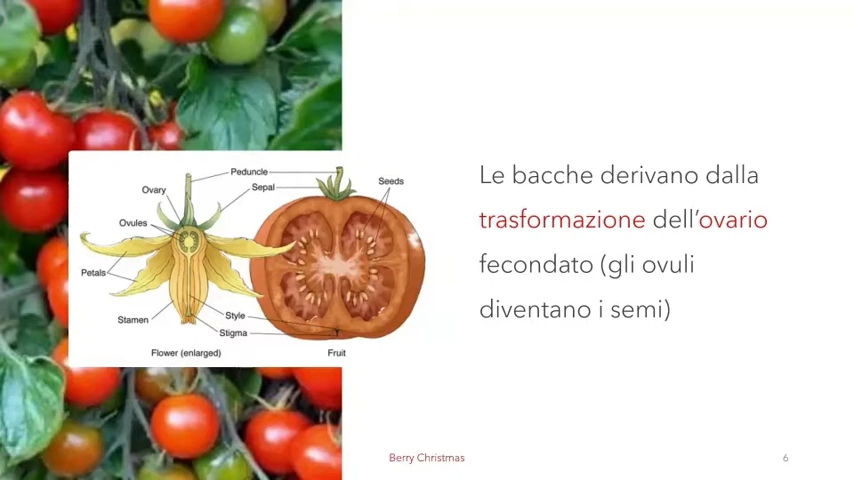 Peduncle
Ovary
Sepal
Seeds
Ovules
Petals
Stamen
Style
Stigma
Flower (enlarged)
Fruit
Le bacche derivano dalla
trasformazione dell'ovario
fecondato (gli ovuli
diventano i semi)
Berry Christmas
6